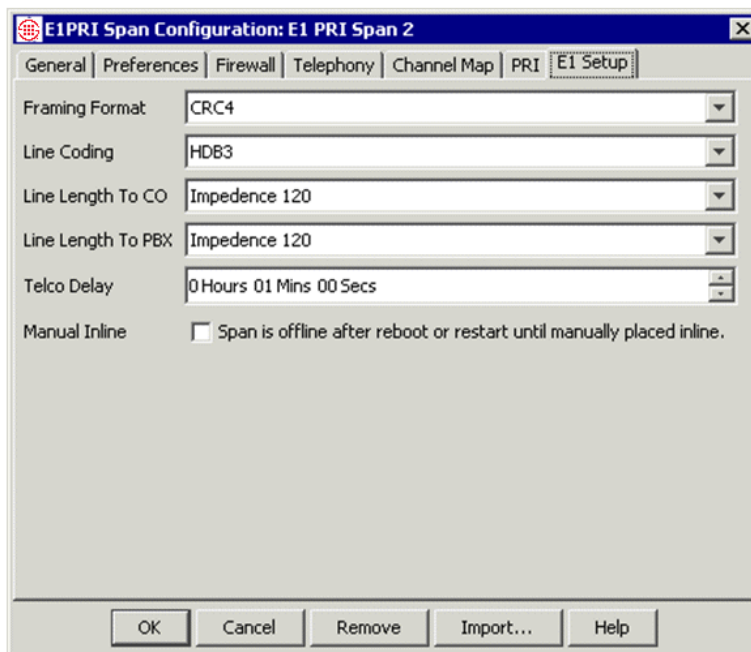 E1PRI Span Configuration: E1 PRI Span 2
General Preferences Firewall Telephony Channel Map PRI E1 Setup
Framing Format CRC4
Line Coding HDB3
Line Length To CO Impedence 120
Line Length To PBX Impedence 120
Telco Delay 0 Hours 01 Mins 00 Secs
Manual Inline Span is offline after reboot or restart until manually placed inline.
OK Cancel Remove Import... Help